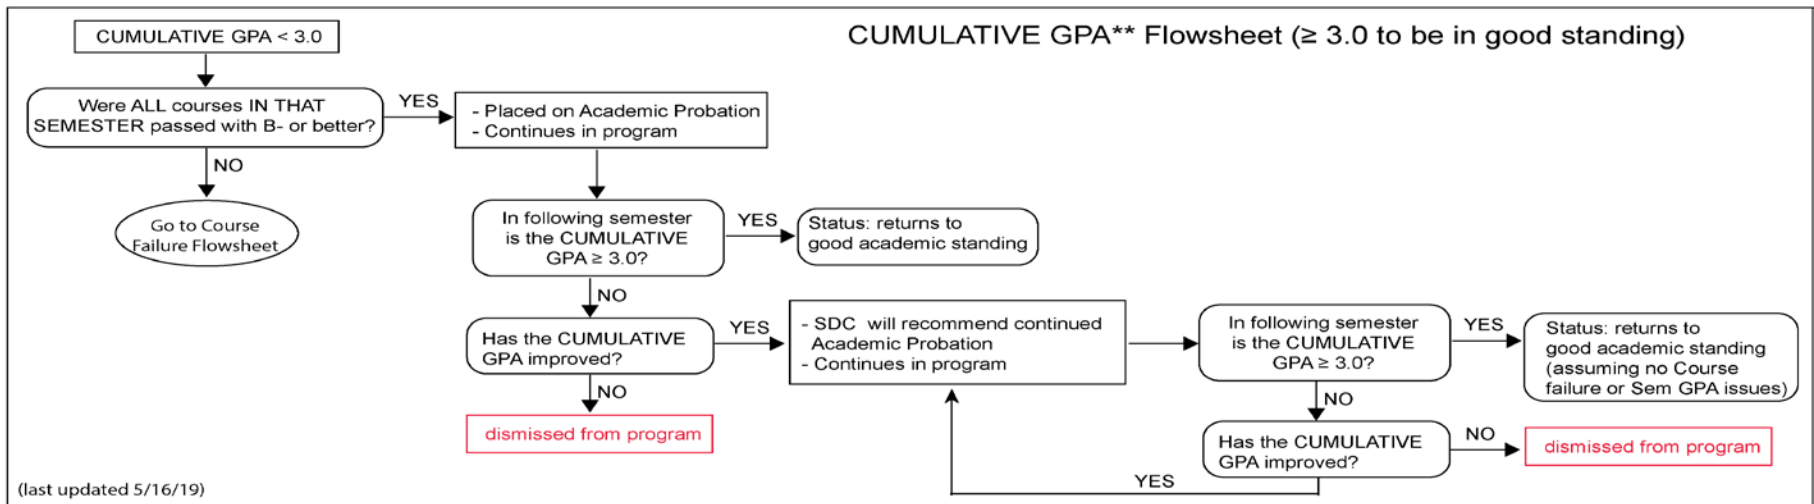 CUMULATIVE GPA** Flowsheet (≥ 3.0 to be in good standing)
CUMULATIVE GPA < 3.0
Were ALL courses IN THAT
SEMESTER passed with B- or better?
YES
- Placed on Academic Probation
- Continues in program
NO
Go to Course
Failure Flowsheet
In following semester
is the CUMULATIVE
GPA ≥ 3.0?
YES
Status: returns to
good academic standing
NO
Has the CUMULATIVE
GPA improved?
YES
- SDC will recommend continued
Academic Probation
- Continues in program
In following semester
is the CUMULATIVE
GPA ≥ 3.0?
YES
Status: returns to
good academic standing
(assuming no Course
failure or Sem GPA issues)
NO
dismissed from program
NO
Has the CUMULATIVE
GPA improved?
NO
dismissed from program
YES
(last updated 5/16/19)